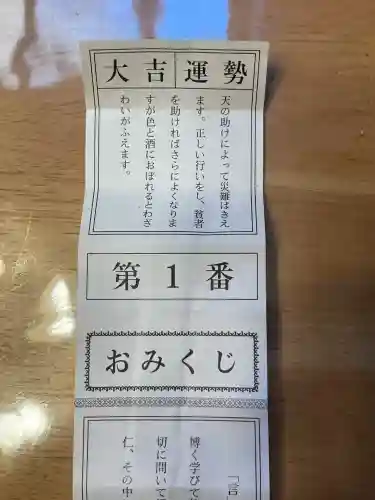 大吉運勢
天の助けによって災難はきえ
ます。正しい行いをし、貧者
を助ければさらによくなりま
すが色と酒におぼれるとわざ
わいがふえます。
第1番
おみくじ
「言
博く学びて
切に問いて
仁、その中